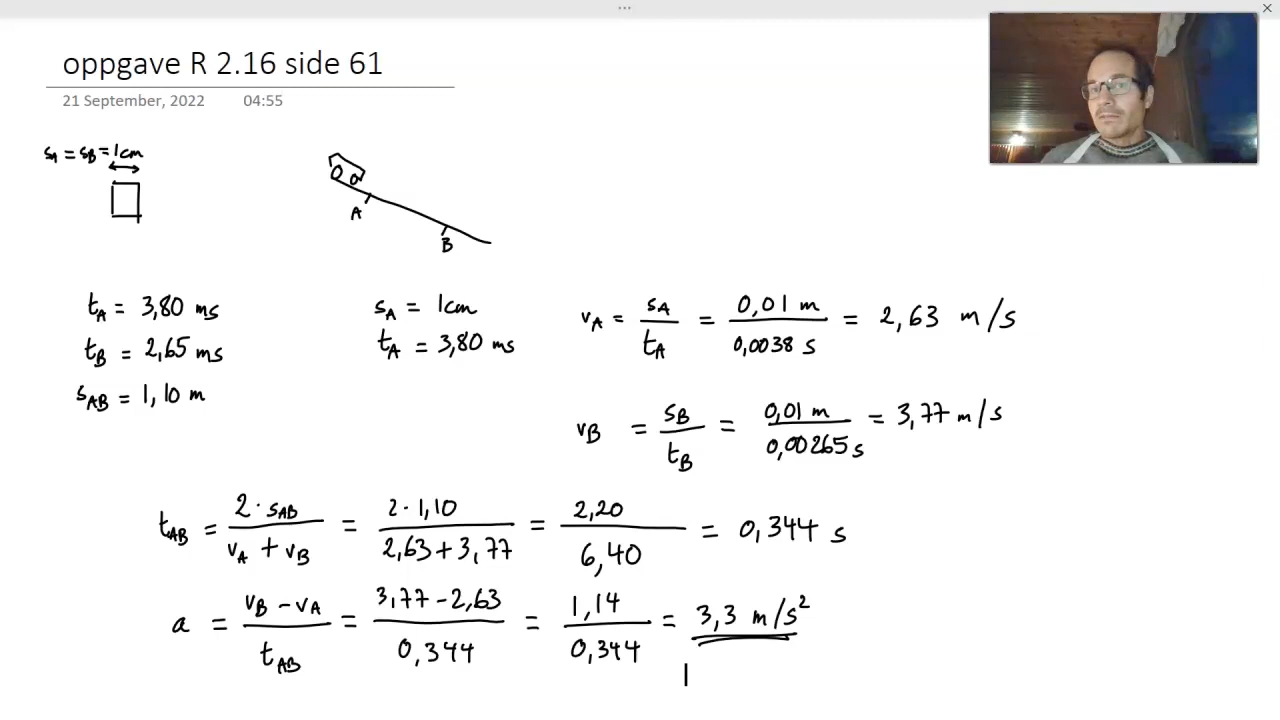 oppgave R 2.16 side 61
21 September, 2022 04:55
sA = sB = 1cm
A
B
tA = 3,80 ms
tB = 2,65 ms
sAB = 1,10 m
sA = 1cm
tA = 3,80 ms
vA = sA / tA = 0,01 m / 0,0038 s = 2,63 m/s
vB = sB / tB = 0,01 m / 0,00265 s = 3,77 m/s
tAB = 2 · sAB / vA + vB = 2 · 1,10 / 2,63 + 3,77 = 2,20 / 6,40 = 0,344 s
a = vB - vA / tAB = 3,77 - 2,63 / 0,344 = 1,14 / 0,344 = 3,3 m/s²